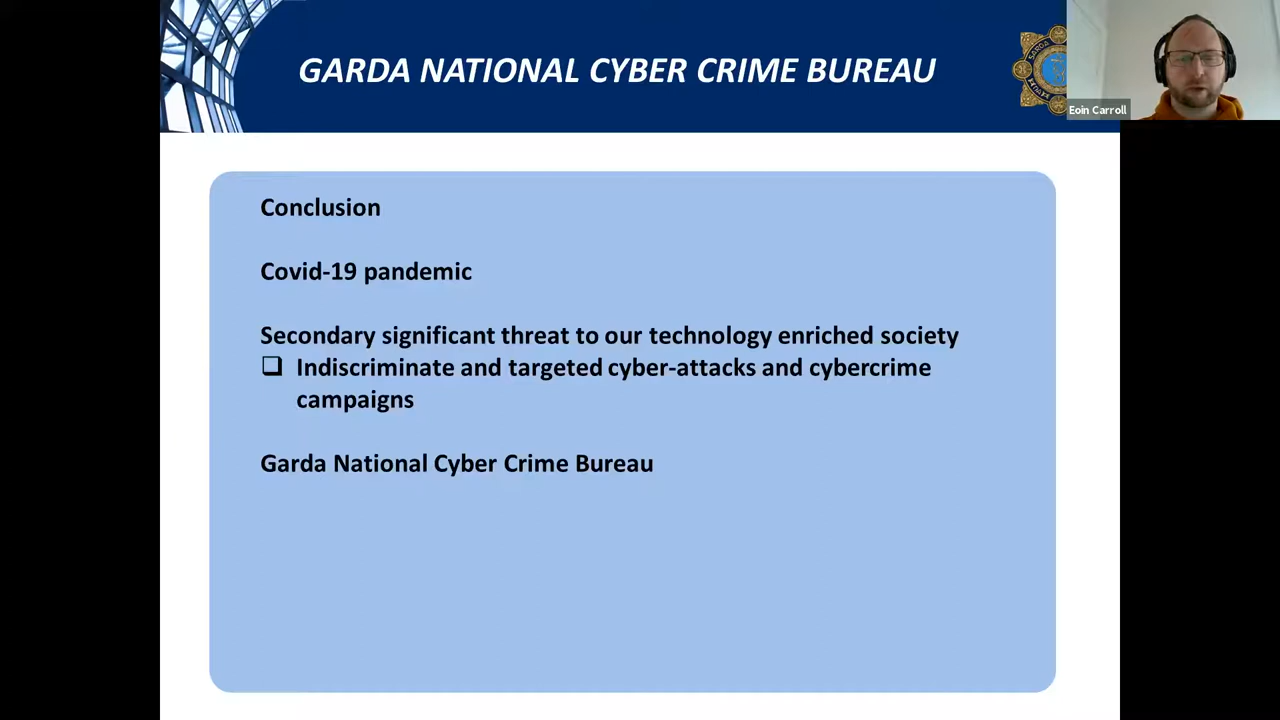 GARDA NATIONAL CYBER CRIME BUREAU
Eoin Carroll
Conclusion
Covid-19 pandemic
Secondary significant threat to our technology enriched society
❑ Indiscriminate and targeted cyber-attacks and cybercrime
campaigns
Garda National Cyber Crime Bureau